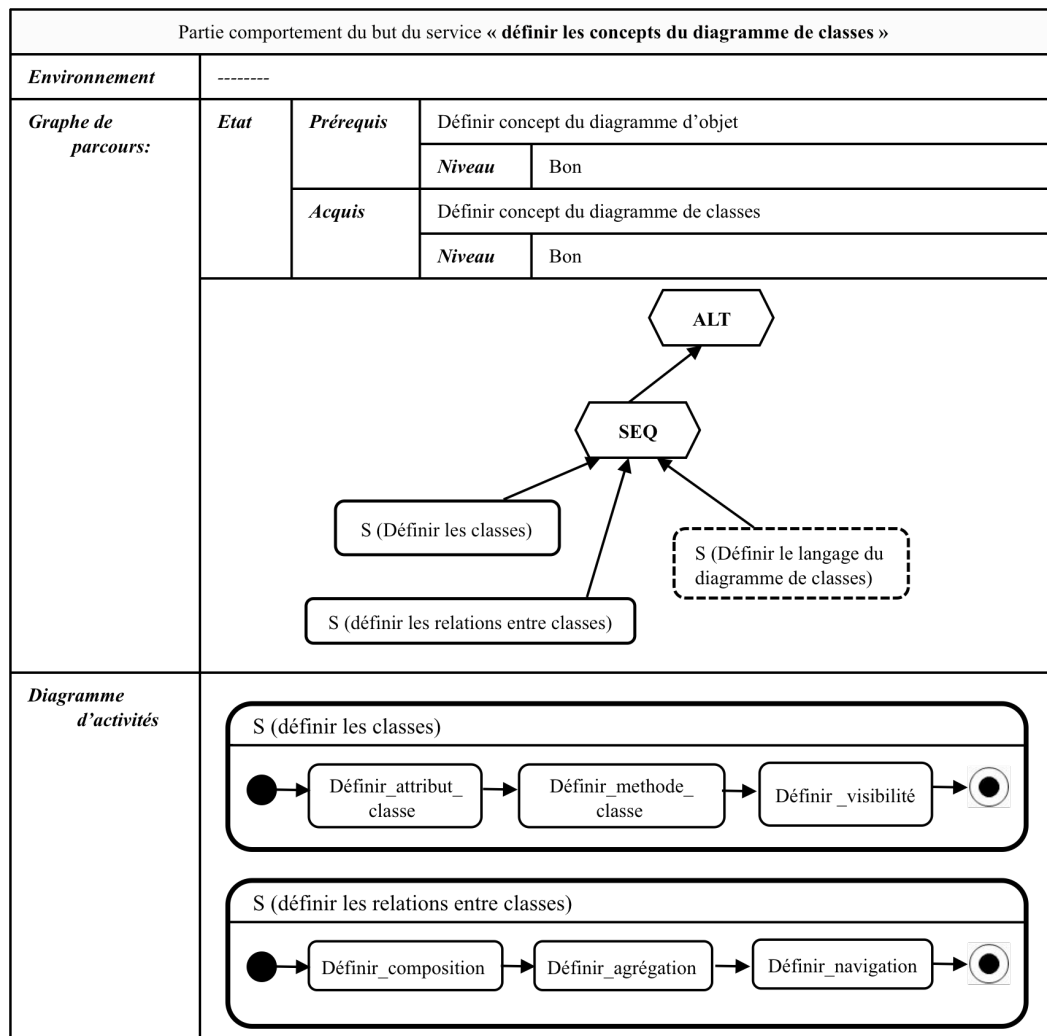 Partie comportement du but du service « définir les concepts du diagramme de classes »
Environnement
--------
Graphe de
parcours:
Etat
Prérequis
Définir concept du diagramme d’objet
Niveau
Bon
Acquis
Définir concept du diagramme de classes
Niveau
Bon
ALT
SEQ
S (Définir les classes)
S (Définir le langage du
diagramme de classes)
S (définir les relations entre classes)
Diagramme
d’activités
S (définir les classes)
Définir_attribut_
classe
Définir_methode_
classe
Définir _visibilité
S (définir les relations entre classes)
Définir_composition
Définir_agrégation
Définir_navigation